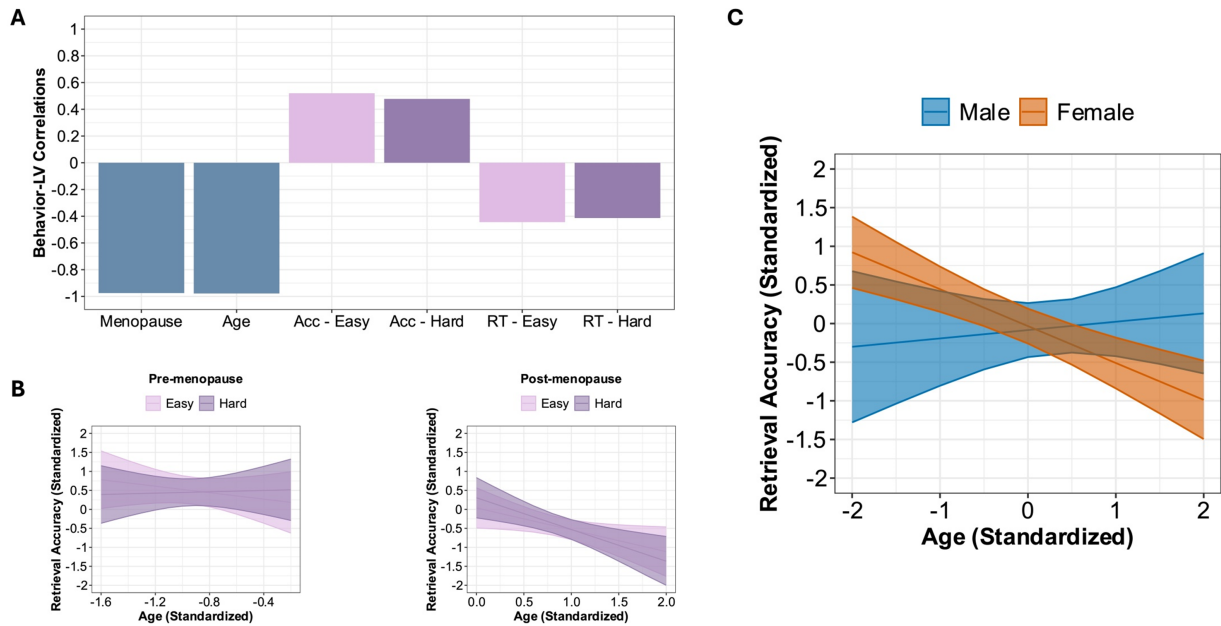 A
1
0.8
0.6
0.4
0.2
0
-0.2
-0.4
-0.6
-0.8
-1
Behavior-LV Correlations
Menopause Age Acc - Easy Acc - Hard RT - Easy RT - Hard
B
Pre-menopause
Easy Hard
2
1.5
1
0.5
0
-0.5
-1
-1.5
-2
Retrieval Accuracy (Standardized)
-1.6 -1.2 -0.8 -0.4
Age (Standardized)
Post-menopause
Easy Hard
2
1.5
1
0.5
0
-0.5
-1
-1.5
-2
Retrieval Accuracy (Standardized)
0.0 0.5 1.0 1.5 2.0
Age (Standardized)
C
Male Female
2
1.5
1
0.5
0
-0.5
-1
-1.5
-2
Retrieval Accuracy (Standardized)
-2 -1 0 1 2
Age (Standardized)